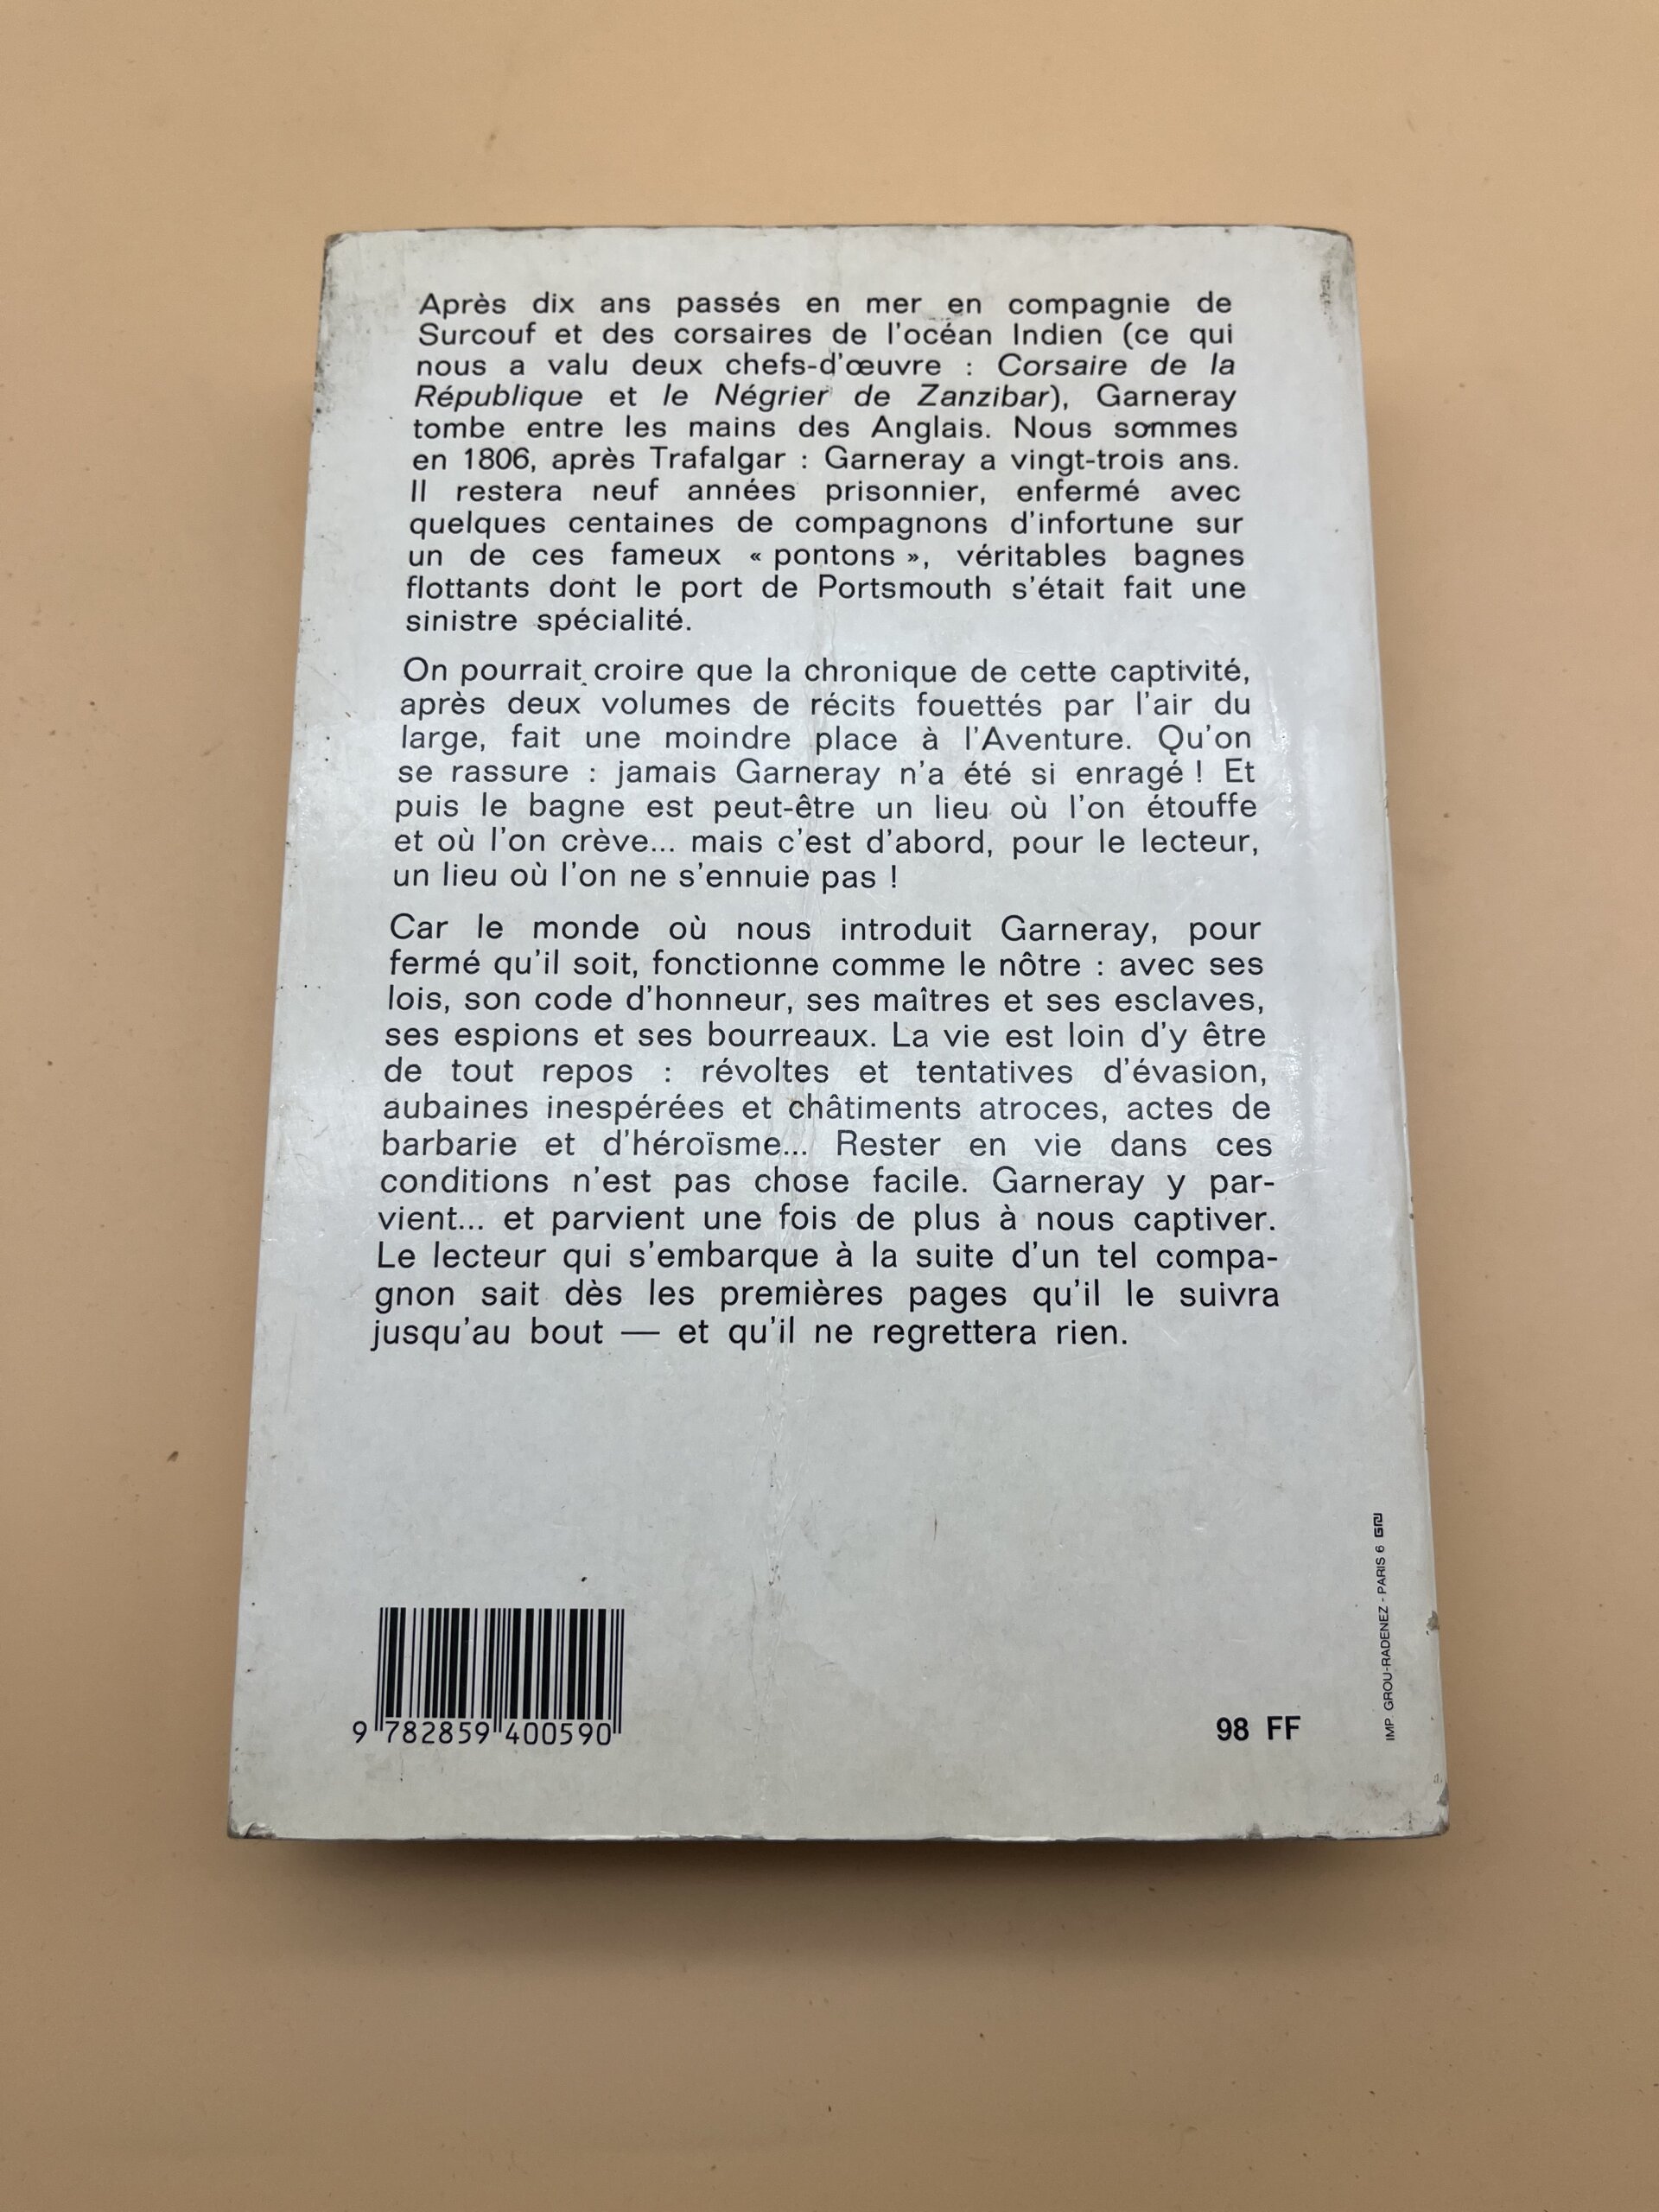 Après dix ans passés en mer en compagnie de
Surcouf et des corsaires de l'océan Indien (ce qui
nous a valu deux chefs-d'œuvre : Corsaire de la
République et le Négrier de Zanzibar), Garneray
tombe entre les mains des Anglais. Nous sommes
en 1806, après Trafalgar : Garneray a vingt-trois ans.
Il restera neuf années prisonnier, enfermé avec
quelques centaines de compagnons d'infortune sur
un de ces fameux « pontons », véritables bagnes
flottants dont le port de Portsmouth s'était fait une
sinistre spécialité.
On pourrait croire que la chronique de cette captivité,
après deux volumes de récits fouettés par l'air du
large, fait une moindre place à l'Aventure. Qu'on
se rassure : jamais Garneray n'a été si enragé ! Et
puis le bagne est peut-être un lieu où l'on étouffe
et où l'on crève... mais c'est d'abord, pour le lecteur,
un lieu où l'on ne s'ennuie pas !
Car le monde où nous introduit Garneray, pour
fermé qu'il soit, fonctionne comme le nôtre : avec ses
lois, son code d'honneur, ses maîtres et ses esclaves,
ses espions et ses bourreaux. La vie est loin d'y être
de tout repos : révoltes et tentatives d'évasion,
aubaines inespérées et châtiments atroces, actes de
barbarie et d'héroïsme... Rester en vie dans ces
conditions n'est pas chose facile. Garneray y par-
vient... et parvient une fois de plus à nous captiver.
Le lecteur qui s'embarque à la suite d'un tel compa-
gnon sait dès les premières pages qu'il le suivra
jusqu'au bout — et qu'il ne regrettera rien.
9 782859 400590
98 FF
IMP. GROU-RADENEZ - PARIS 6